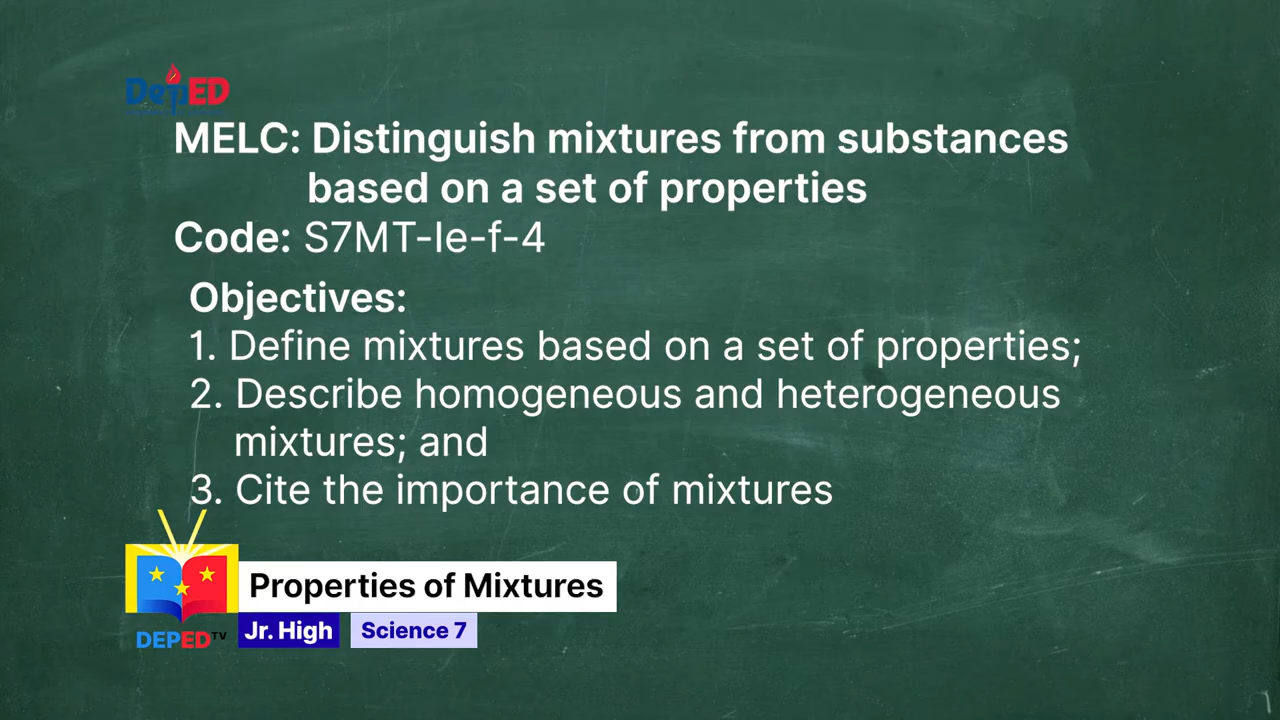 DepED
MELC: Distinguish mixtures from substances
based on a set of properties
Code: S7MT-Ie-f-4
Objectives:
1. Define mixtures based on a set of properties;
2. Describe homogeneous and heterogeneous
mixtures; and
3. Cite the importance of mixtures
Properties of Mixtures
DEPED TV
Jr. High
Science 7